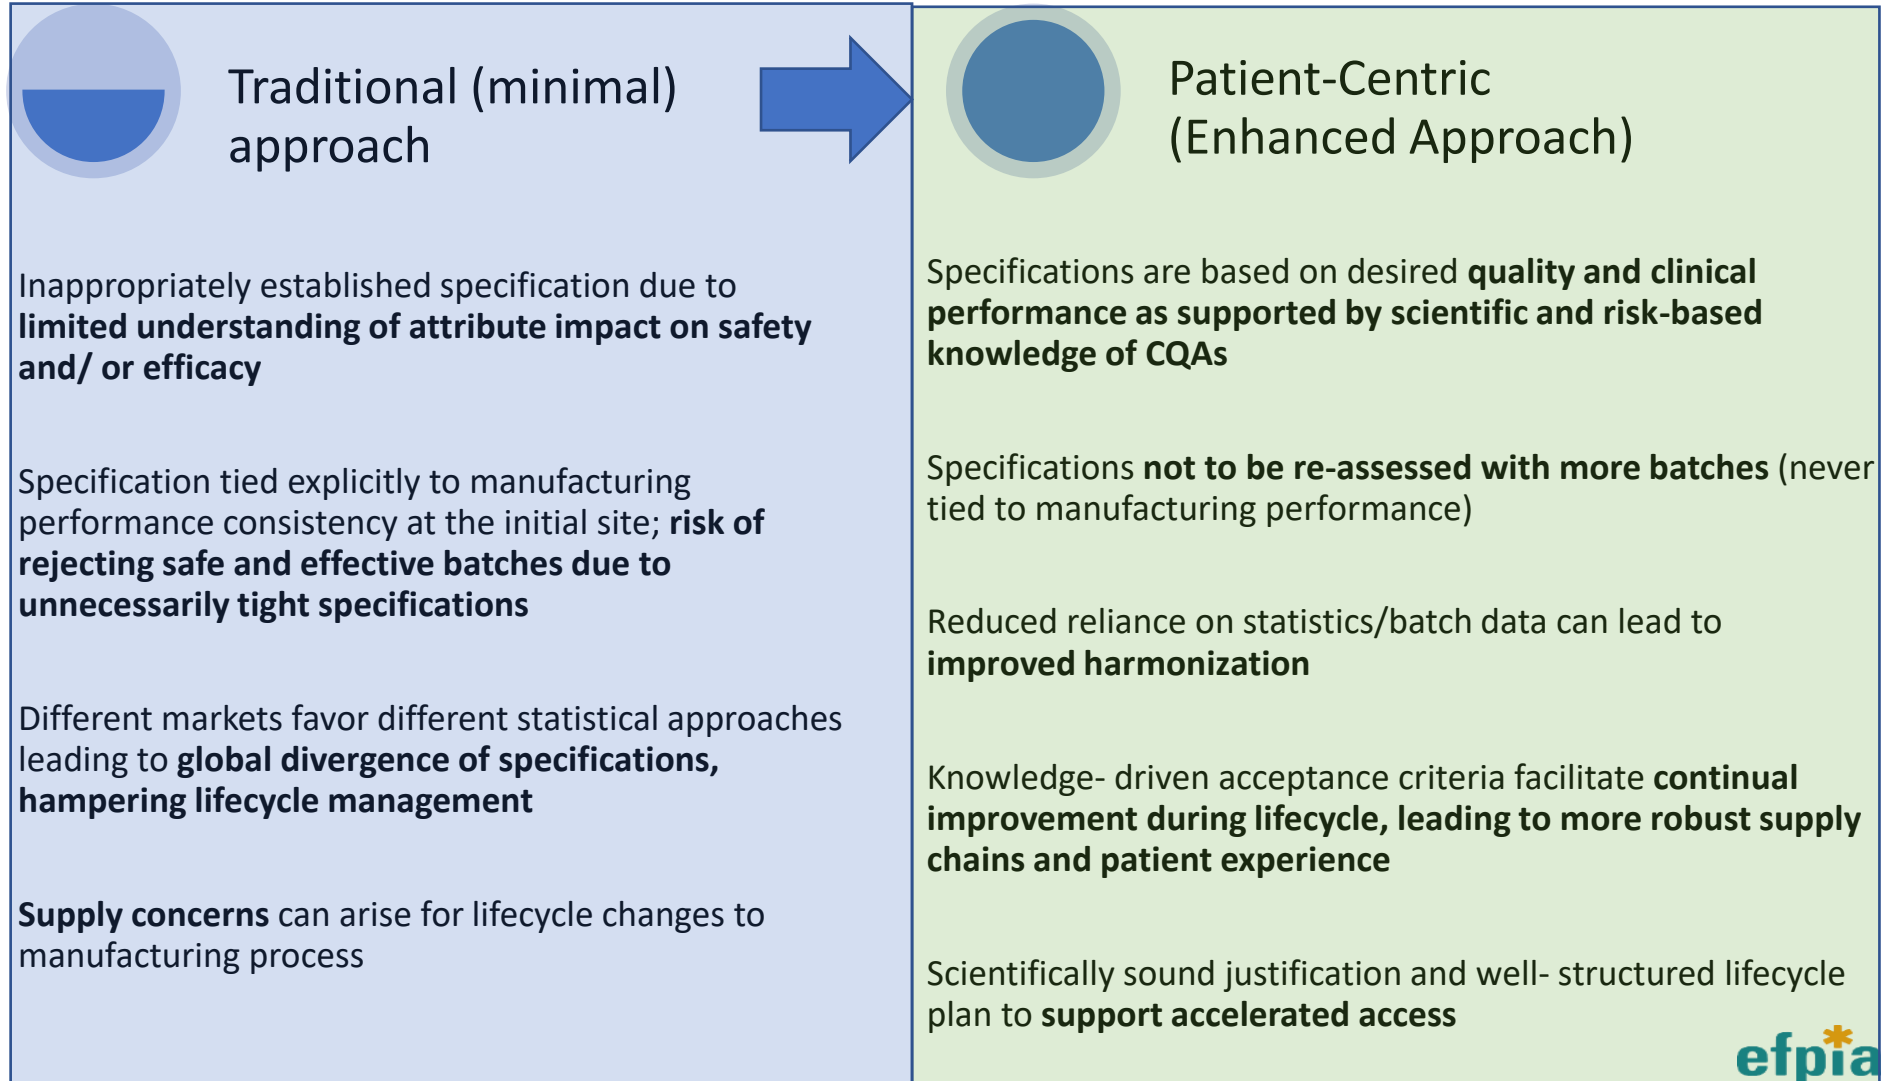 Traditional (minimal)
approach
Inappropriately established specification due to
limited understanding of attribute impact on safety
and/ or efficacy
Specification tied explicitly to manufacturing
performance consistency at the initial site; risk of
rejecting safe and effective batches due to
unnecessarily tight specifications
Different markets favor different statistical approaches
leading to global divergence of specifications,
hampering lifecycle management
Supply concerns can arise for lifecycle changes to
manufacturing process
Patient-Centric
(Enhanced Approach)
Specifications are based on desired quality and clinical
performance as supported by scientific and risk-based
knowledge of CQAs
Specifications not to be re-assessed with more batches (never
tied to manufacturing performance)
Reduced reliance on statistics/batch data can lead to
improved harmonization
Knowledge- driven acceptance criteria facilitate continual
improvement during lifecycle, leading to more robust supply
chains and patient experience
Scientifically sound justification and well- structured lifecycle
plan to support accelerated access
efpia